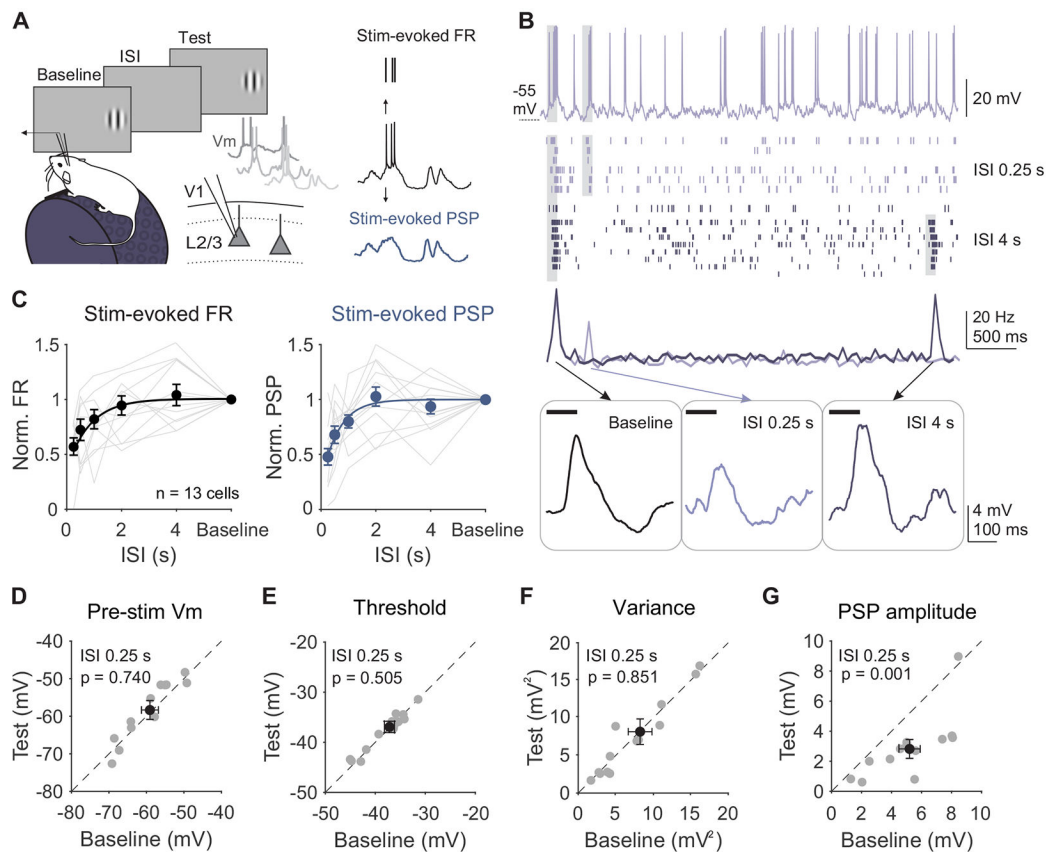 A
Baseline
ISI
Test
Vm
V1
L2/3
Stim-evoked FR
Stim-evoked PSP
B
-55
mV
20 mV
ISI 0.25 s
ISI 4 s
20 Hz
500 ms
Baseline
ISI 0.25 s
ISI 4 s
4 mV
100 ms
C
Stim-evoked FR
1.5
1
0.5
0
Norm. FR
n = 13 cells
0
2
4
Baseline
ISI (s)
Stim-evoked PSP
1.5
1
0.5
0
Norm. PSP
0
2
4
Baseline
ISI (s)
D
Pre-stim Vm
ISI 0.25 s
p = 0.740
-40
-50
-60
-70
-80
Test (mV)
-80
-70
-60
-50
-40
Baseline (mV)
E
Threshold
ISI 0.25 s
p = 0.505
-20
-30
-40
-50
Test (mV)
-50
-40
-30
-20
Baseline (mV)
F
Variance
ISI 0.25 s
p = 0.851
20
15
10
5
0
Test (mV²)
0
5
10
15
20
Baseline (mV²)
G
PSP amplitude
ISI 0.25 s
p = 0.001
10
8
6
4
2
0
Test (mV)
0
2
4
6
8
10
Baseline (mV)